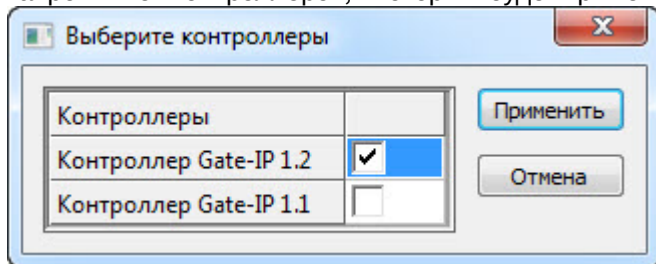 Выберите контроллеры
Контроллеры
Применить
Контроллер Gate-IP 1.2
Отмена
Контроллер Gate-IP 1.1